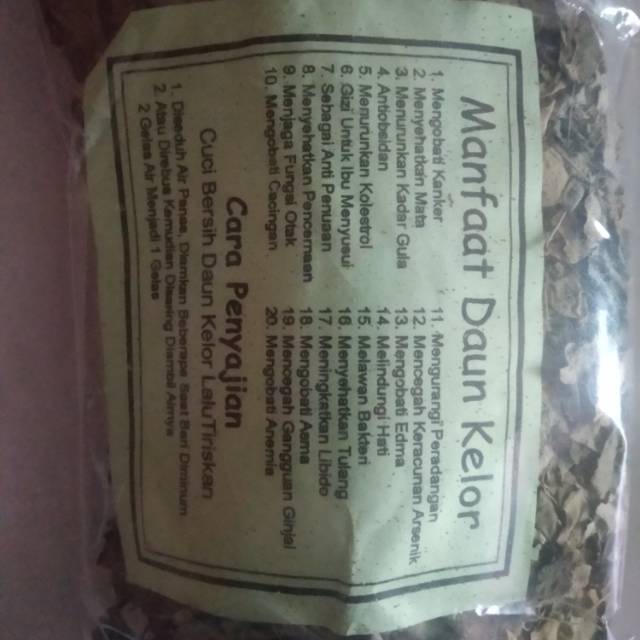 Manfaat Daun Kelor
1. Mengobati Kanker
2. Menyehatkan Mata
3. Menurunkan Kadar Gula
4. Antiobsidan
5. Menurunkan Kolestrol
6. Gizi Untuk Ibu Menyusui
7. Sebagai Anti Penuaan
8. Menyehatkan Pencernaan
9. Menjaga Fungsi Otak
10. Mengobati Cacingan
11. Mengurangi Peradangan
12. Mencegah Keracunan Arsenik
13. Mengobati Edma
14. Melindungi Hati
15. Melawan Bakteri
16. Menyehatkan Tulang
17. Meningkatkan Libido
18. Mengobati Asma
19. Mencegah Gangguan Ginjal
20. Mengobati Anemia
Cara Penyajian
Cuci Bersih Daun Kelor Lalu Tiriskan
1. Diseduh Air Panas, Diamkan Beberapa Saat Baru Diminum
2 Atau Direbus Kemudian Disaring Diambil Airnya
2 Gelas Air Menjadi 1 Gelas